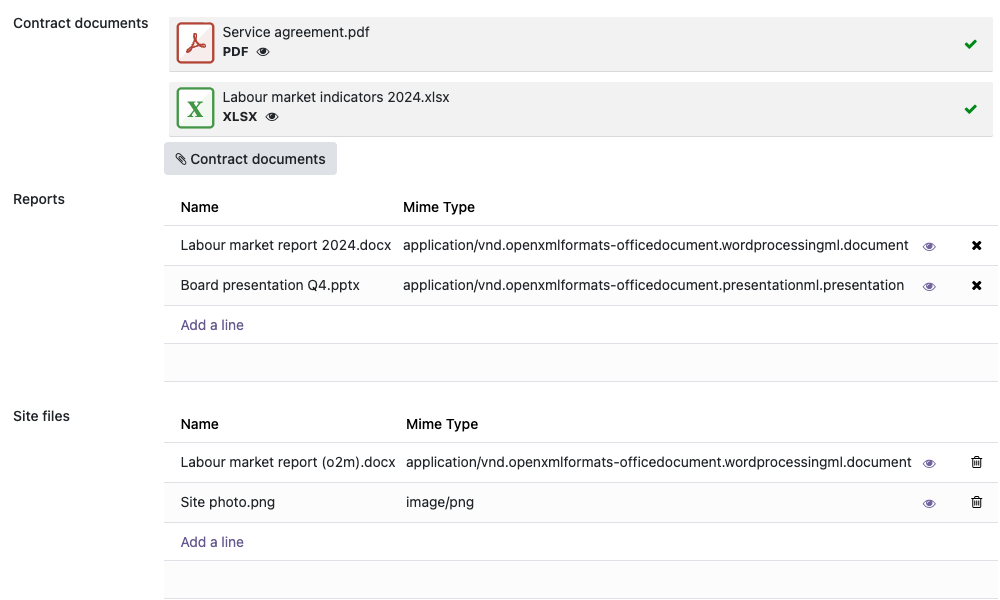 Contract documents
Service agreement.pdf
PDF
Labour market indicators 2024.xlsx
X
XLSX
Contract documents
Reports
Name Mime Type
Labour market report 2024.docx application/vnd.openxmlformats-officedocument.wordprocessingml.document
Board presentation Q4.pptx application/vnd.openxmlformats-officedocument.presentationml.presentation
Add a line
Site files
Name Mime Type
Labour market report (o2m).docx application/vnd.openxmlformats-officedocument.wordprocessingml.document
Site photo.png image/png
Add a line